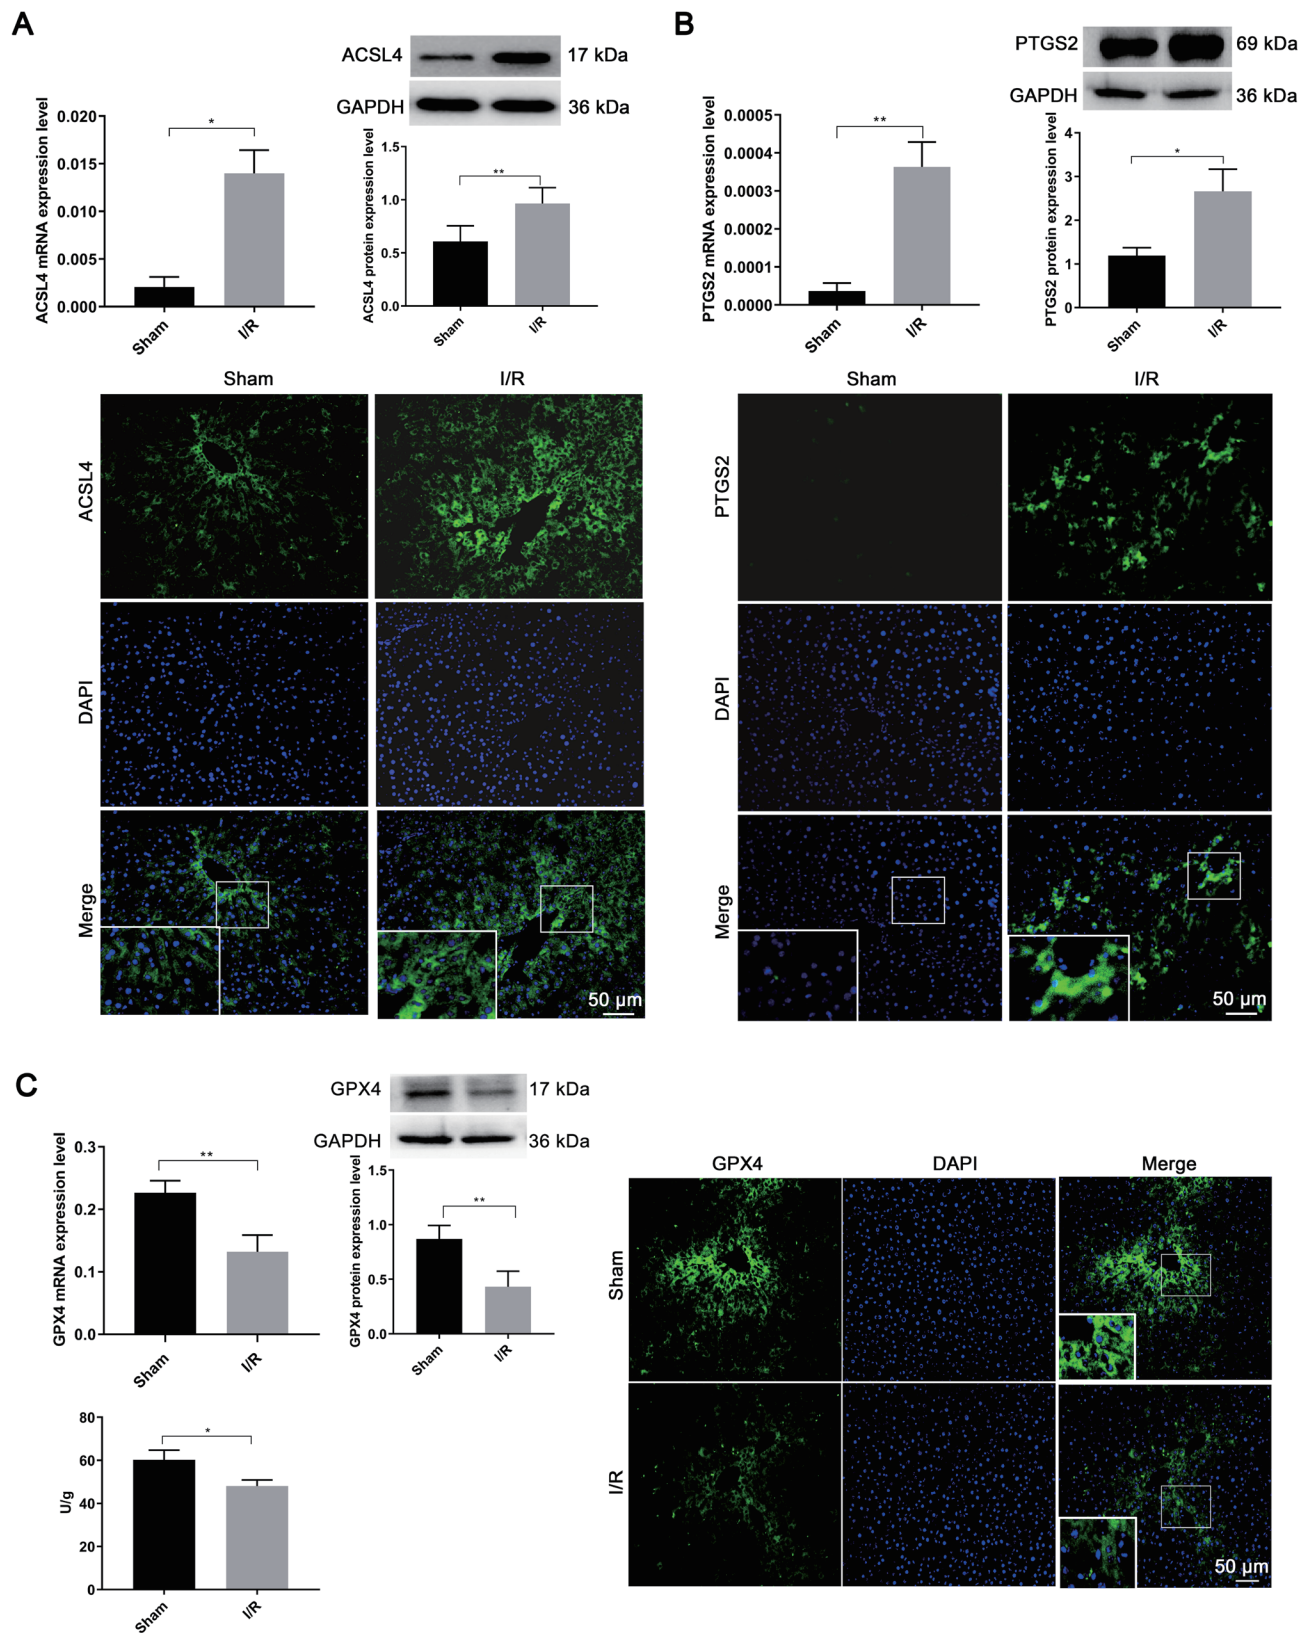 A
ACSL4
17 kDa
GAPDH
36 kDa
ACSL4 mRNA expression level
0.020
0.015
0.010
0.005
0.000
*
Sham
I/R
ACSL4 protein expression level
1.5
1.0
0.5
0.0
**
Sham
I/R
Sham
I/R
ACSL4
DAPI
Merge
50 μm
B
PTGS2
69 kDa
GAPDH
36 kDa
PTGS2 mRNA expression level
0.0005
0.0004
0.0003
0.0002
0.0001
0.0000
**
Sham
I/R
PTGS2 protein expression level
4
3
2
1
0
*
Sham
I/R
Sham
I/R
PTGS2
DAPI
Merge
50 μm
C
GPX4
17 kDa
GAPDH
36 kDa
GPX4 mRNA expression level
0.3
0.2
0.1
0.0
**
Sham
I/R
GPX4 protein expression level
1.5
1.0
0.5
0.0
**
Sham
I/R
U/g
80
60
40
20
0
*
Sham
I/R
GPX4
DAPI
Merge
Sham
I/R
50 μm